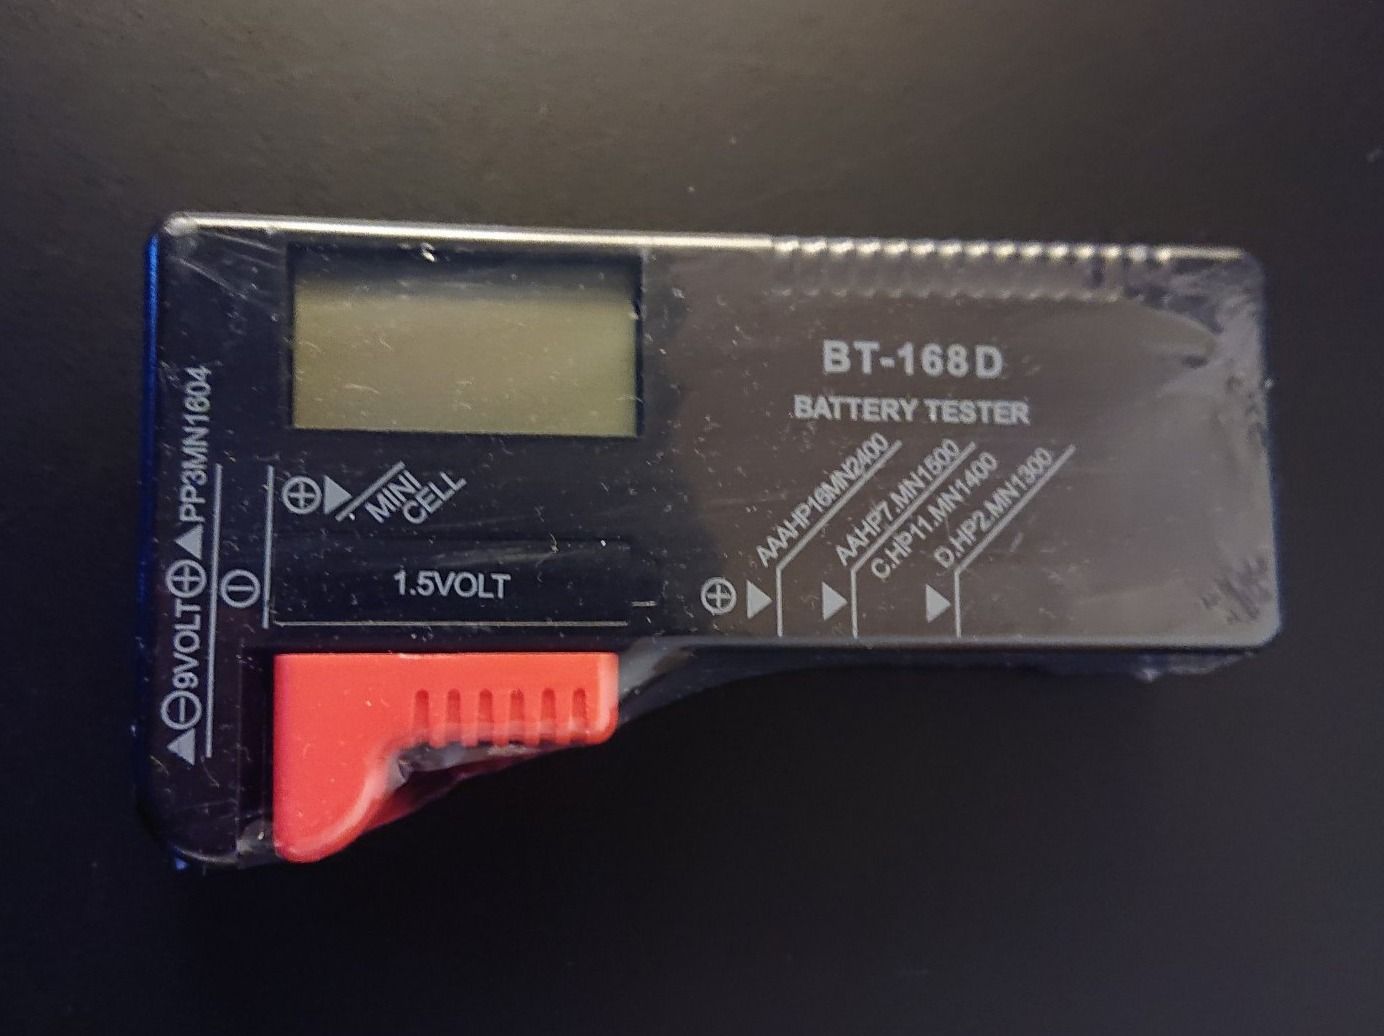 BT-168D
BATTERY TESTER
AAAHP16MN2400
AAHP7.MN1500
C.HP11.MN1400
D.HP2.MN1300
MINI
CELL
1.5VOLT
9VOLT PP3MN1604